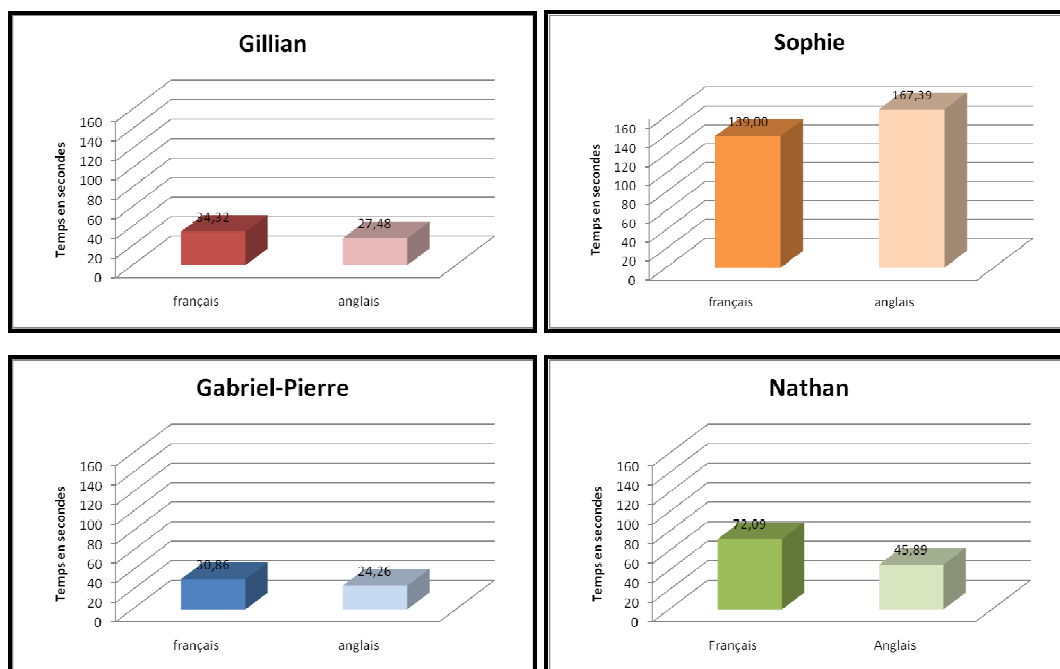 Gillian
Temps en secondes
160
140
120
100
80
60
40
20
0
34,32
27,48
français
anglais
Sophie
Temps en secondes
160
140
120
100
80
60
40
20
0
139,00
167,39
français
anglais
Gabriel-Pierre
Temps en secondes
160
140
120
100
80
60
40
20
0
30,86
24,26
français
anglais
Nathan
Temps en secondes
160
140
120
100
80
60
40
20
0
72,09
45,89
Français
Anglais